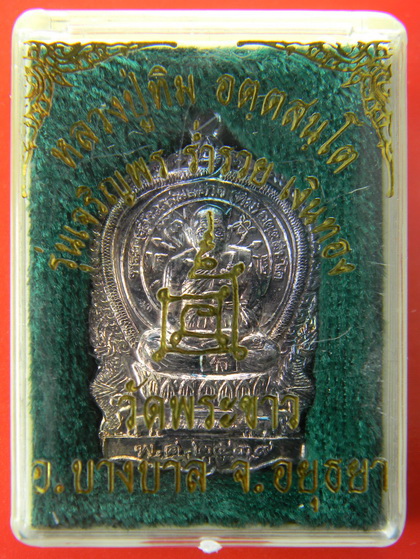 หลวงปู่ทิม อตฺตสนฺโต
รุ่นเจริญพร ร่ำรวย เงินทอง
วัดพระขาว
อ.บางบาล จ.อยุธยา